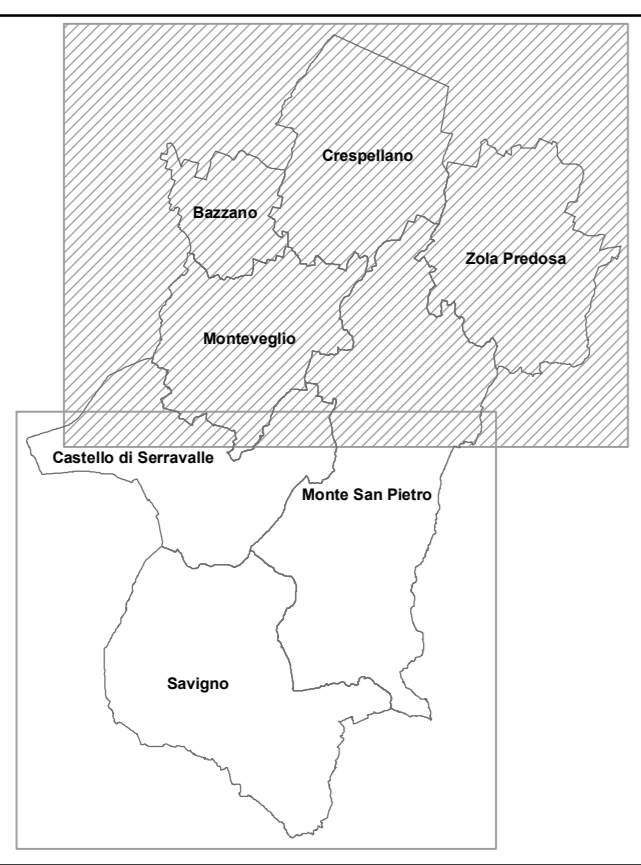 Crespellano
Bazzano
Zola Predosa
Monteveglio
Castello di Serravalle
Monte San Pietro
Savigno